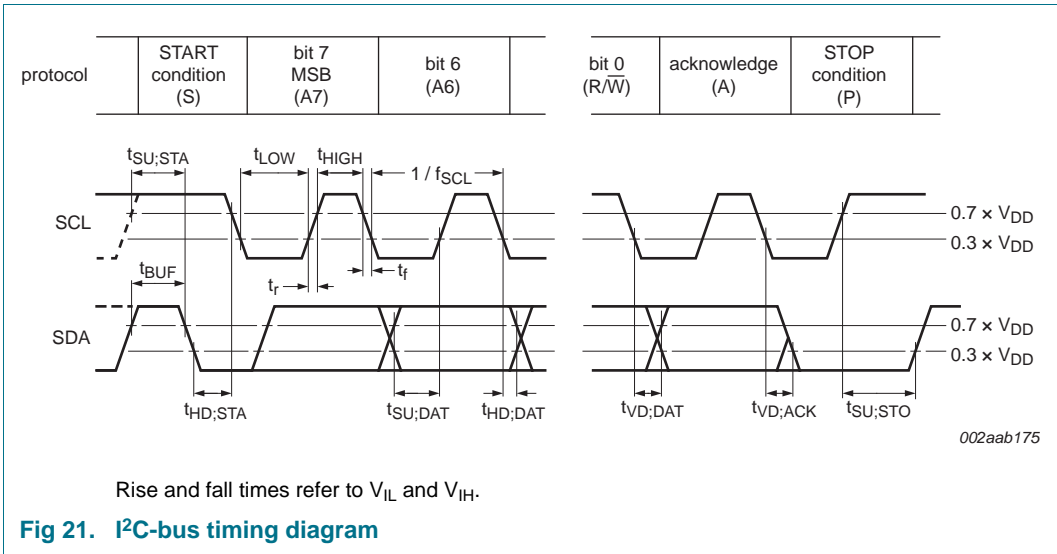 protocol
START
condition
(S)
bit 7
MSB
(A7)
bit 6
(A6)
bit 0
(R/W̅)
acknowledge
(A)
STOP
condition
(P)
tSU;STA
tLOW
tHIGH
1 / fSCL
SCL
0.7 × VDD
0.3 × VDD
tBUF
tr
tf
SDA
0.7 × VDD
0.3 × VDD
tHD;STA
tSU;DAT
tHD;DAT
tVD;DAT
tVD;ACK
tSU;STO
002aab175
Rise and fall times refer to VIL and VIH.
Fig 21. I²C-bus timing diagram